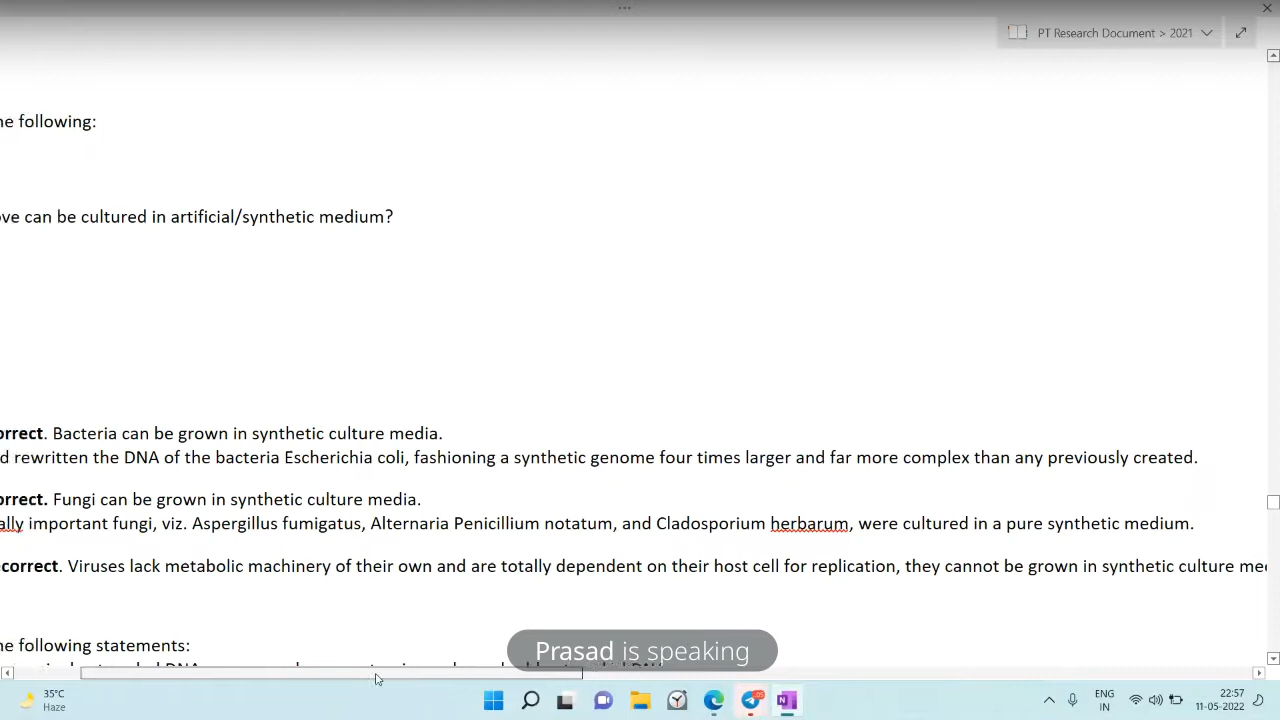 PT Research Document > 2021
he following:
ove can be cultured in artificial/synthetic medium?
orrect. Bacteria can be grown in synthetic culture media.
d rewritten the DNA of the bacteria Escherichia coli, fashioning a synthetic genome four times larger and far more complex than any previously created.
orrect. Fungi can be grown in synthetic culture media.
ally important fungi, viz. Aspergillus fumigatus, Alternaria Penicillium notatum, and Cladosporium herbarum, were cultured in a pure synthetic medium.
correct. Viruses lack metabolic machinery of their own and are totally dependent on their host cell for replication, they cannot be grown in synthetic culture me
he following statements:
Prasad is speaking
35°C
Haze
ENG
IN
22:57
11-05-2022